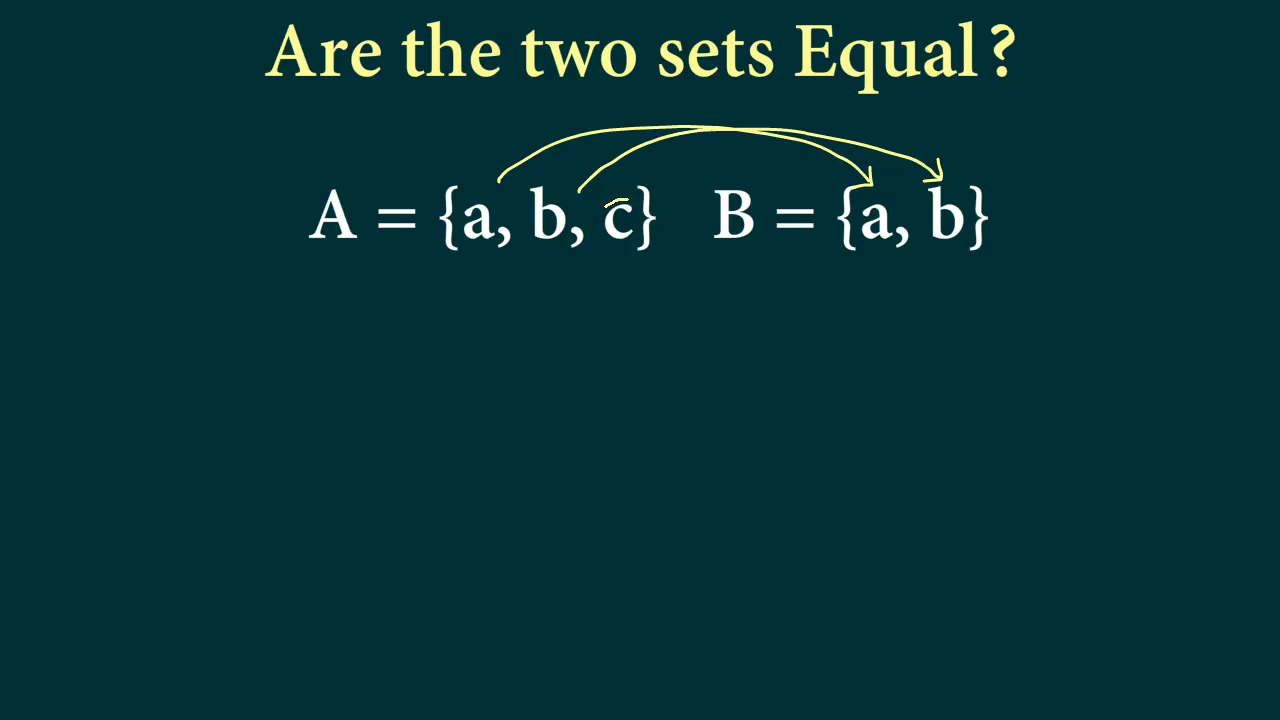 Are the two sets Equal?
A = {a, b, c} B = {a, b}